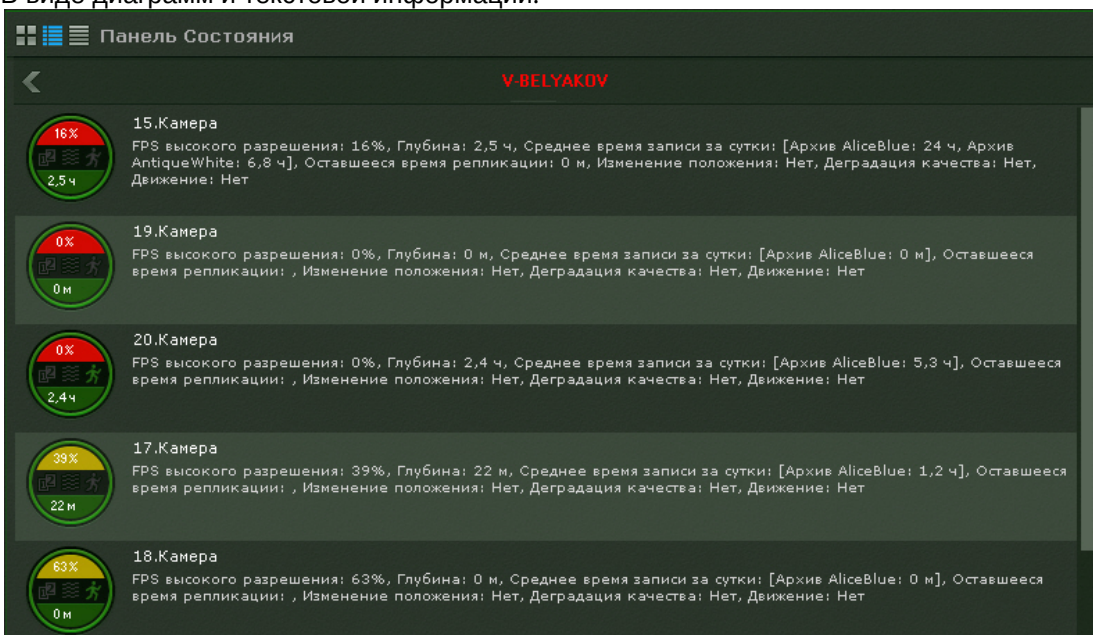 В виде диаграмм и текстовой информации.
Панель Состояния
V-BELYAKOV
15.Камера
16%
FPS высокого разрешения: 16%, Глубина: 2,5 ч, Среднее время записи за сутки: [Архив AliceBlue: 24 ч, Архив
AntiqueWhite: 6,8 ч], Оставшееся время репликации: 0 м, Изменение положения: Нет, Деградация качества: Нет,
2,5 ч
Движение: Нет
19.Камера
0%
FPS высокого разрешения: 0%, Глубина: 0 м, Среднее время записи за сутки: [Архив AliceBlue: 0 м], Оставшееся
время репликации: , Изменение положения: Нет, Деградация качества: Нет, Движение: Нет
0 м
20.Камера
0%
FPS высокого разрешения: 0%, Глубина: 2,4 ч, Среднее время записи за сутки: [Архив AliceBlue: 5,3 ч], Оставшееся
время репликации: , Изменение положения: Нет, Деградация качества: Нет, Движение: Нет
2,4 ч
17.Камера
39%
FPS высокого разрешения: 39%, Глубина: 22 м, Среднее время записи за сутки: [Архив AliceBlue: 1,2 ч], Оставшееся
время репликации: , Изменение положения: Нет, Деградация качества: Нет, Движение: Нет
22 м
18.Камера
63%
FPS высокого разрешения: 63%, Глубина: 0 м, Среднее время записи за сутки: [Архив AliceBlue: 0 м], Оставшееся
время репликации: , Изменение положения: Нет, Деградация качества: Нет, Движение: Нет
0 м